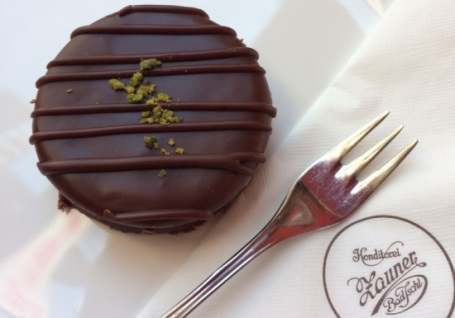 Konditorei
Zauner
Bad Ischl